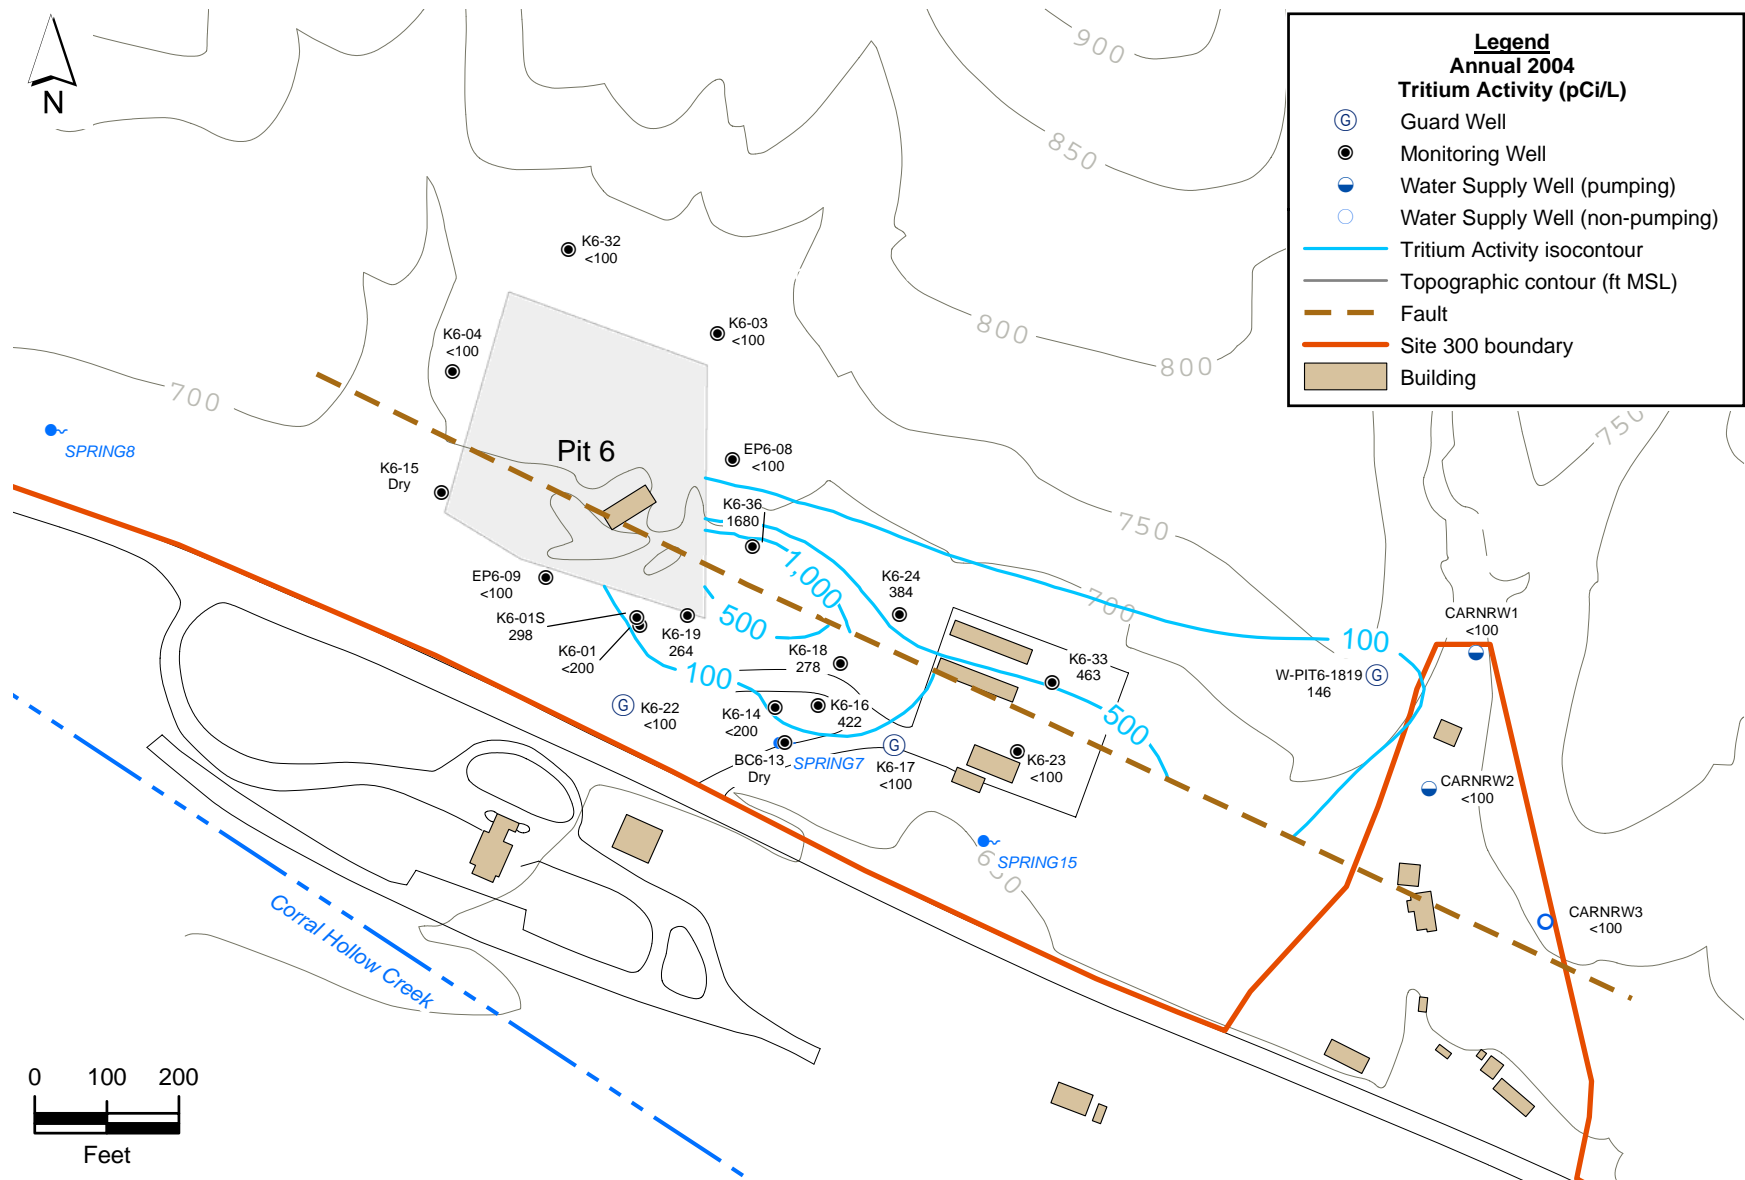 N
Legend
Annual 2004
Tritium Activity (pCi/L)
Guard Well
Monitoring Well
Water Supply Well (pumping)
Water Supply Well (non-pumping)
Tritium Activity isocontour
Topographic contour (ft MSL)
Fault
Site 300 boundary
Building
G
900
850
800
800
750
750
700
700
650
K6-32
<100
K6-03
<100
K6-04
<100
SPRING8
K6-15
Dry
Pit 6
EP6-08
<100
K6-36
1680
1,000
K6-24
384
EP6-09
<100
K6-01S
298
K6-01
<200
K6-19
264
500
100
K6-18
278
K6-33
463
500
100
CARNRW1
<100
W-PIT6-1819
146
G
G
K6-22
<100
K6-14
<200
K6-16
422
BC6-13
Dry
SPRING7
G
K6-17
<100
K6-23
<100
CARNRW2
<100
SPRING15
CARNRW3
<100
Corral Hollow Creek
0 100 200
Feet